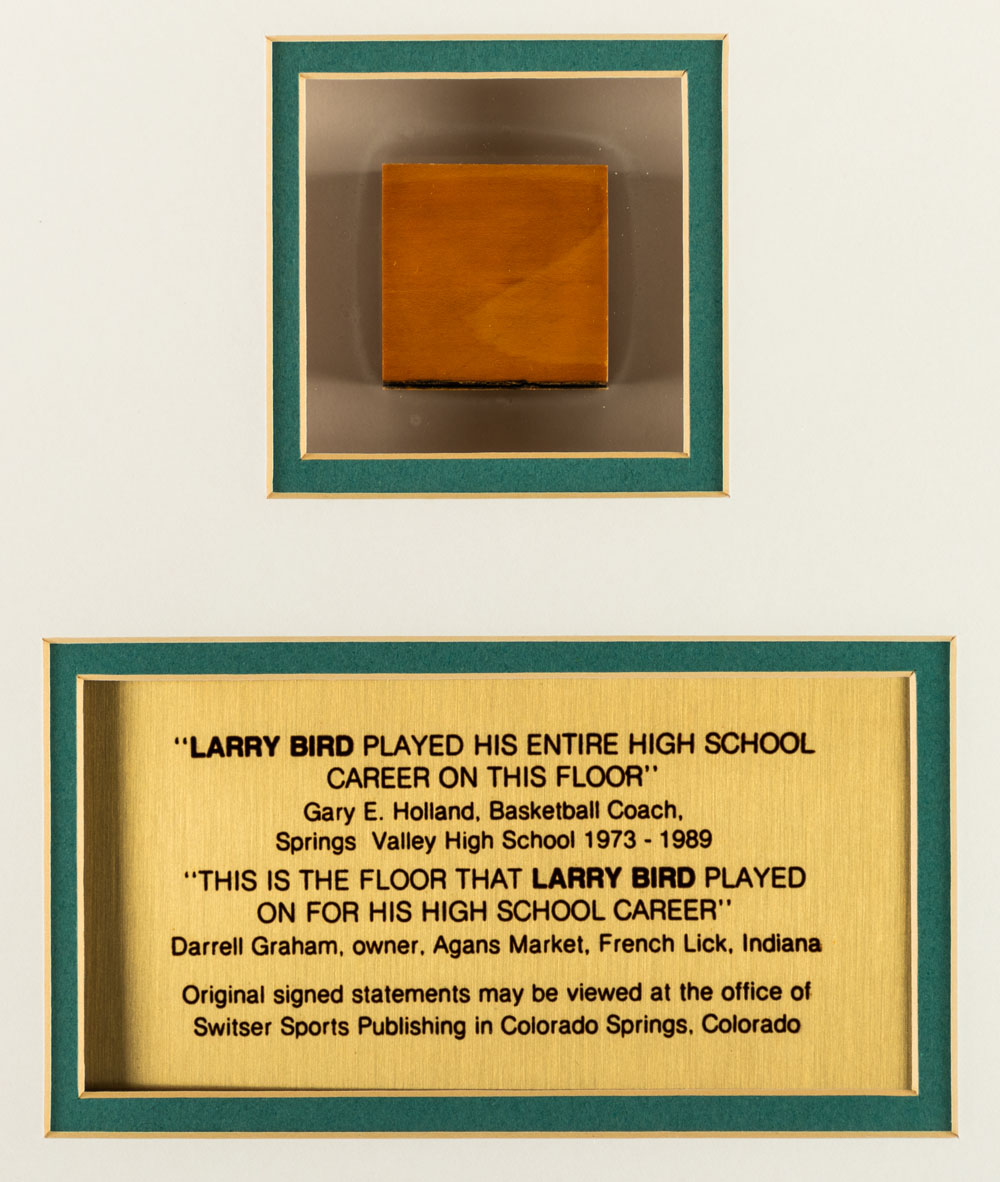 "LARRY BIRD PLAYED HIS ENTIRE HIGH SCHOOL
CAREER ON THIS FLOOR"
Gary E. Holland, Basketball Coach,
Springs Valley High School 1973 - 1989
"THIS IS THE FLOOR THAT LARRY BIRD PLAYED
ON FOR HIS HIGH SCHOOL CAREER"
Darrell Graham, owner, Agans Market, French Lick, Indiana
Original signed statements may be viewed at the office of
Switser Sports Publishing in Colorado Springs, Colorado